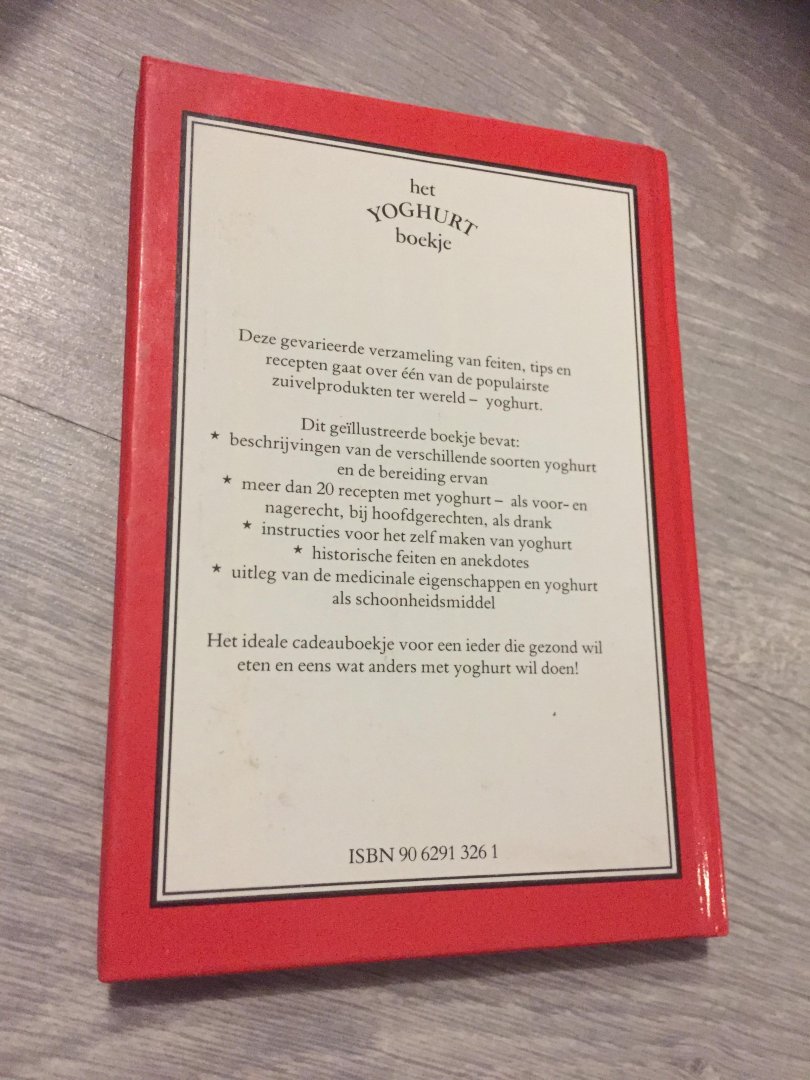 het
YOGHURT
boekje
Deze gevarieerde verzameling van feiten, tips en
recepten gaat over één van de populairste
zuivelprodukten ter wereld – yoghurt.
Dit geïllustreerde boekje bevat:
★ beschrijvingen van de verschillende soorten yoghurt
en de bereiding ervan
★ meer dan 20 recepten met yoghurt – als voor- en
nagerecht, bij hoofdgerechten, als drank
★ instructies voor het zelf maken van yoghurt
★ historische feiten en anekdotes
★ uitleg van de medicinale eigenschappen en yoghurt
als schoonheidsmiddel
Het ideale cadeauboekje voor een ieder die gezond wil
eten en eens wat anders met yoghurt wil doen!
ISBN 90 6291 326 1